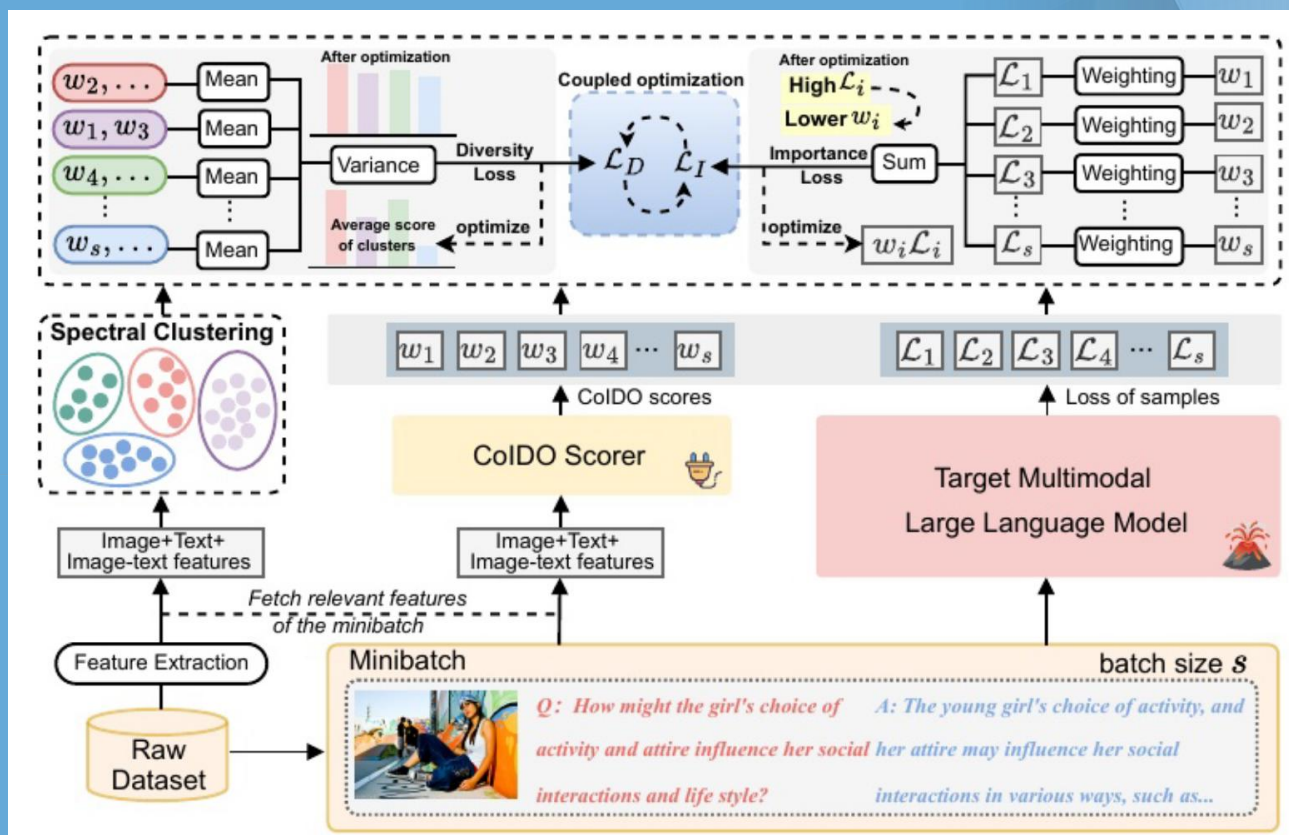 After optimization
w₂, ...
Mean
w₁, w₃
Mean
w₄, ...
Mean
⋮
⋮
wₛ, ...
Mean
Variance
Diversity
Loss
Average score
of clusters
optimize
Coupled optimization
ℒ_D
ℒ_I
After optimization
High ℒᵢ
Lower wᵢ
Importance
Loss
Sum
optimize
wᵢℒᵢ
ℒ₁ Weighting w₁
ℒ₂ Weighting w₂
ℒ₃ Weighting w₃
⋮ ⋮ ⋮
ℒₛ Weighting wₛ
Spectral Clustering
w₁ w₂ w₃ w₄ ··· wₛ
ℒ₁ ℒ₂ ℒ₃ ℒ₄ ··· ℒₛ
CoIDO scores
Loss of samples
CoIDO Scorer
Target Multimodal
Large Language Model
Image+Text+
Image-text features
Image+Text+
Image-text features
Fetch relevant features
of the minibatch
Feature Extraction
Raw
Dataset
Minibatch
batch size s
Q: How might the girl's choice of
activity and attire influence her social
interactions and life style?
A: The young girl's choice of activity, and
her attire may influence her social
interactions in various ways, such as...